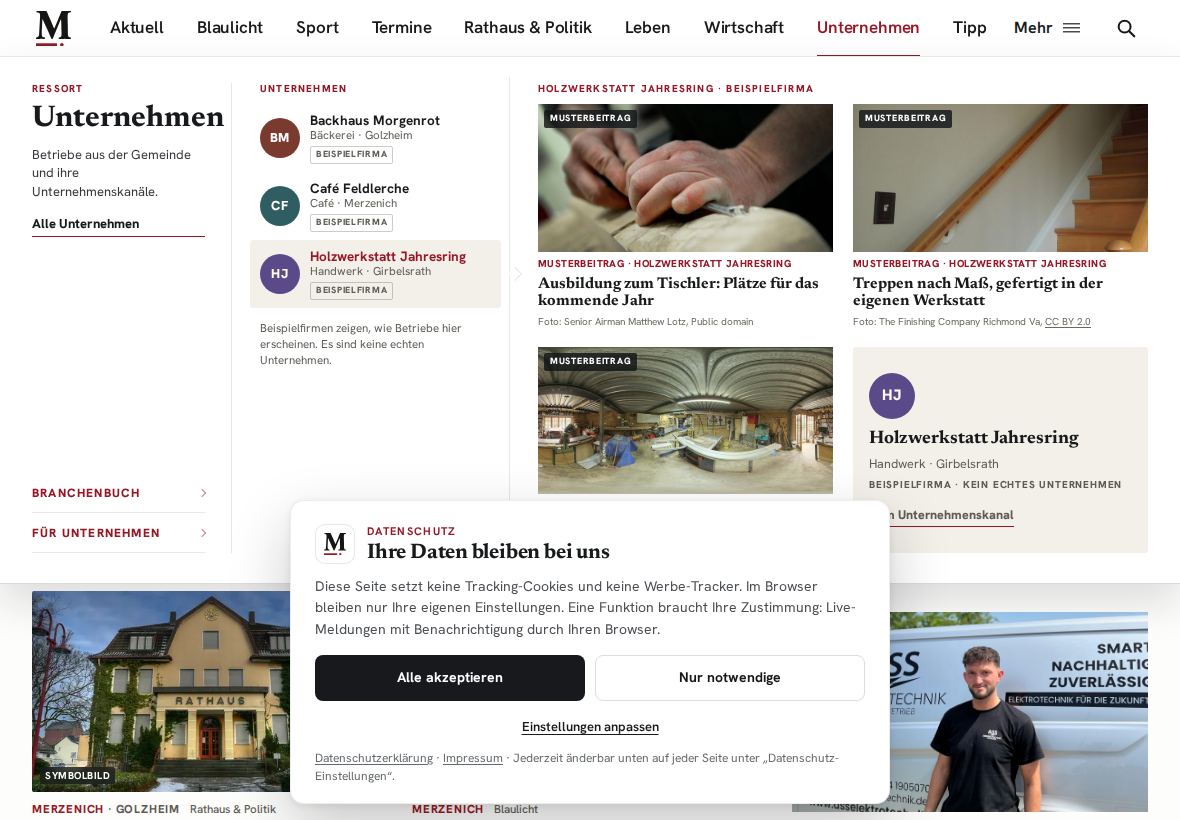 M
Aktuell
Blaulicht
Sport
Termine
Rathaus & Politik
Leben
Wirtschaft
Unternehmen
Tipp
Mehr
RESSORT
Unternehmen
Betriebe aus der Gemeinde
und ihre
Unternehmenskanäle.
Alle Unternehmen
BRANCHENBUCH
FÜR UNTERNEHMEN
UNTERNEHMEN
BM
Backhaus Morgenrot
Bäckerei · Golzheim
BEISPIELFIRMA
CF
Café Feldlerche
Café · Merzenich
BEISPIELFIRMA
HJ
Holzwerkstatt Jahresring
Handwerk · Girbelsrath
BEISPIELFIRMA
Beispielfirmen zeigen, wie Betriebe hier
erscheinen. Es sind keine echten
Unternehmen.
HOLZWERKSTATT JAHRESRING · BEISPIELFIRMA
MUSTERBEITRAG
MUSTERBEITRAG · HOLZWERKSTATT JAHRESRING
Ausbildung zum Tischler: Plätze für das
kommende Jahr
Foto: Senior Airman Matthew Lotz, Public domain
MUSTERBEITRAG
MUSTERBEITRAG · HOLZWERKSTATT JAHRESRING
Treppen nach Maß, gefertigt in der
eigenen Werkstatt
Foto: The Finishing Company Richmond Va, CC BY 2.0
MUSTERBEITRAG
HJ
Holzwerkstatt Jahresring
Handwerk · Girbelsrath
BEISPIELFIRMA · KEIN ECHTES UNTERNEHMEN
Unternehmenskanal
M
DATENSCHUTZ
Ihre Daten bleiben bei uns
Diese Seite setzt keine Tracking-Cookies und keine Werbe-Tracker. Im Browser
bleiben nur Ihre eigenen Einstellungen. Eine Funktion braucht Ihre Zustimmung: Live-
Meldungen mit Benachrichtigung durch Ihren Browser.
Alle akzeptieren
Nur notwendige
Einstellungen anpassen
Datenschutzerklärung · Impressum · Jederzeit änderbar unten auf jeder Seite unter „Datenschutz-
Einstellungen“.
RATHAUS
SYMBOLBILD
MERZENICH · GOLZHEIM Rathaus & Politik
MERZENICH Blaulicht
SMART
NACHHALTIG
ZUVERLÄSSIG
ELEKTROTECHNIK FÜR DIE ZUKUNFT